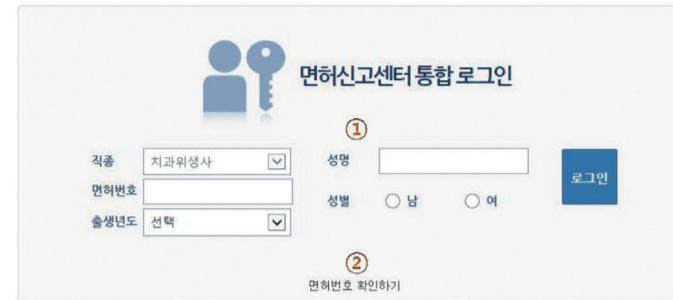 면허신고센터 통합 로그인
①
직종 치과위생사 성명
면허번호
로그인
성별 남 여
출생년도 선택
②
면허번호 확인하기